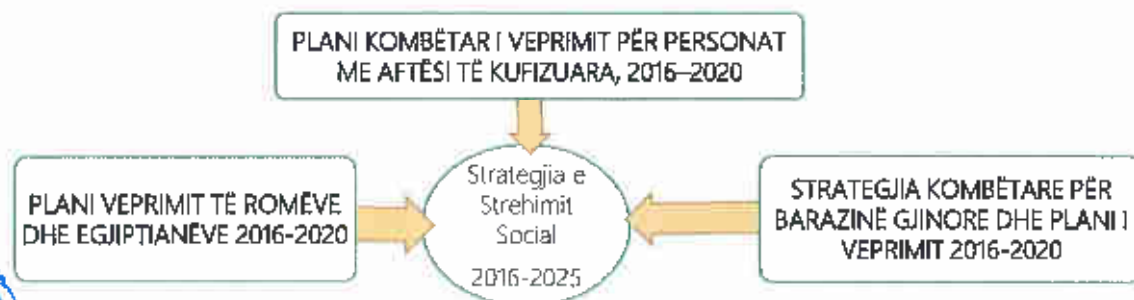 PLANI KOMBËTAR I VEPRIMIT PËR PERSONAT
ME AFTËSI TË KUFIZUARA, 2016–2020
PLANI VEPRIMIT TË ROMËVE
DHE EGJIPTIANËVE 2016-2020
Strategjia e
Strehimit
Social
2016-2025
STRATEGJIA KOMBËTARE PËR
BARAZINË GJINORE DHE PLANI I
VEPRIMIT 2016-2020